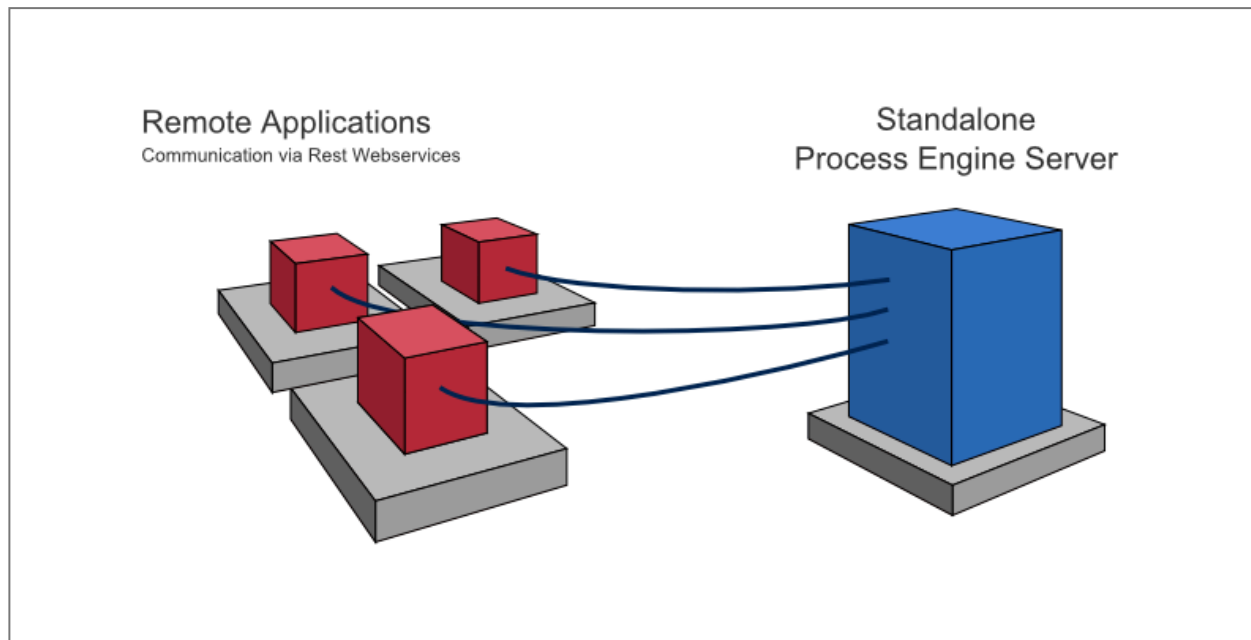 Remote Applications
Communication via Rest Webservices
Standalone
Process Engine Server